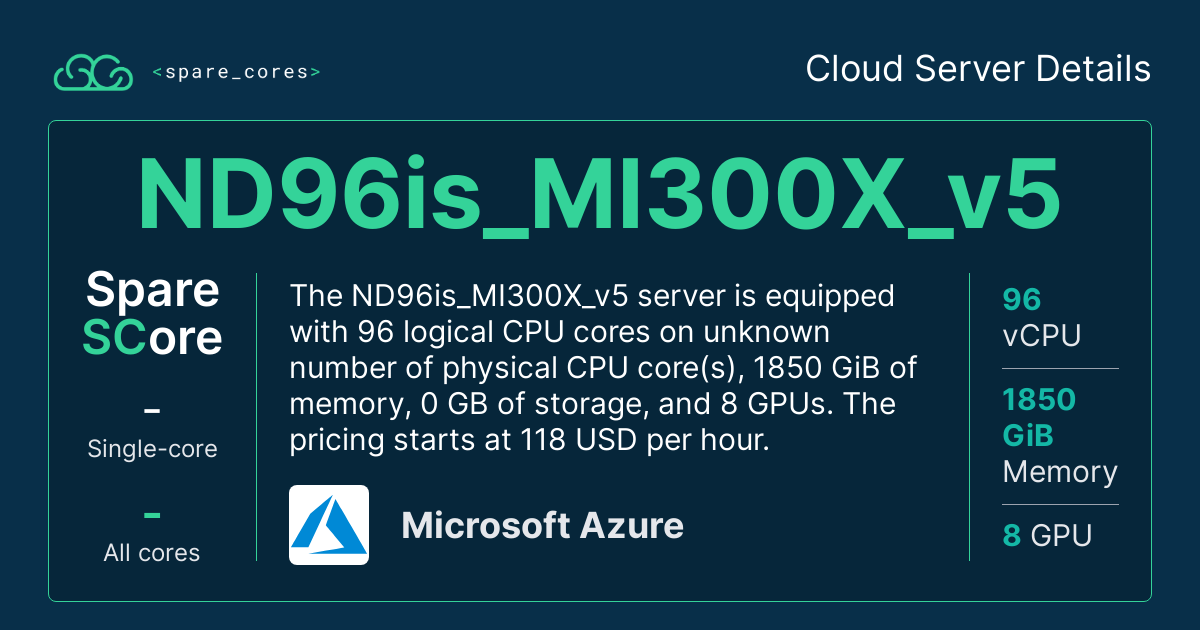 <spare_cores>
Cloud Server Details
ND96is_MI300X_v5
Spare
SCore
-
Single-core
-
All cores
The ND96is_MI300X_v5 server is equipped
with 96 logical CPU cores on unknown
number of physical CPU core(s), 1850 GiB of
memory, 0 GB of storage, and 8 GPUs. The
pricing starts at 118 USD per hour.
Microsoft Azure
96
vCPU
1850
GiB
Memory
8 GPU